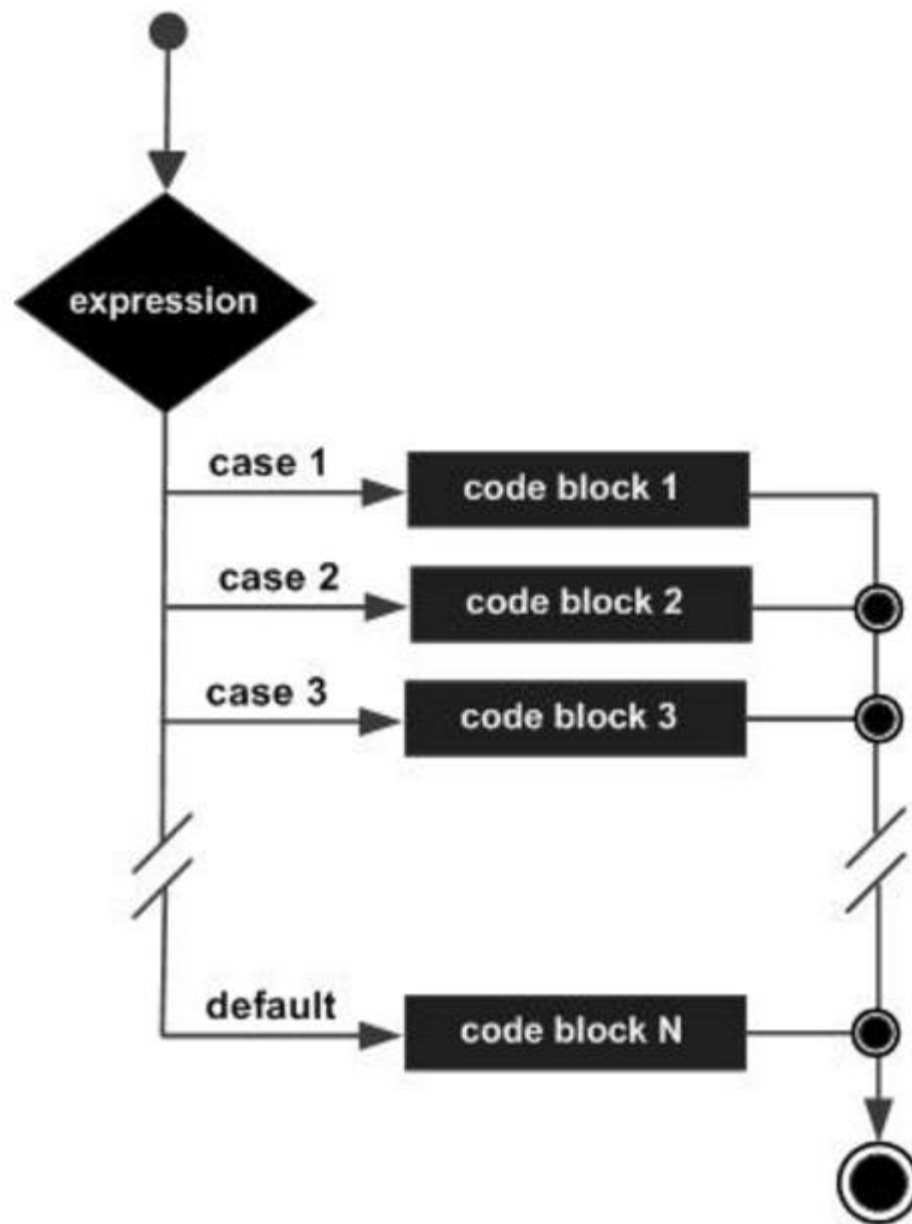 expression
case 1
code block 1
case 2
code block 2
case 3
code block 3
default
code block N